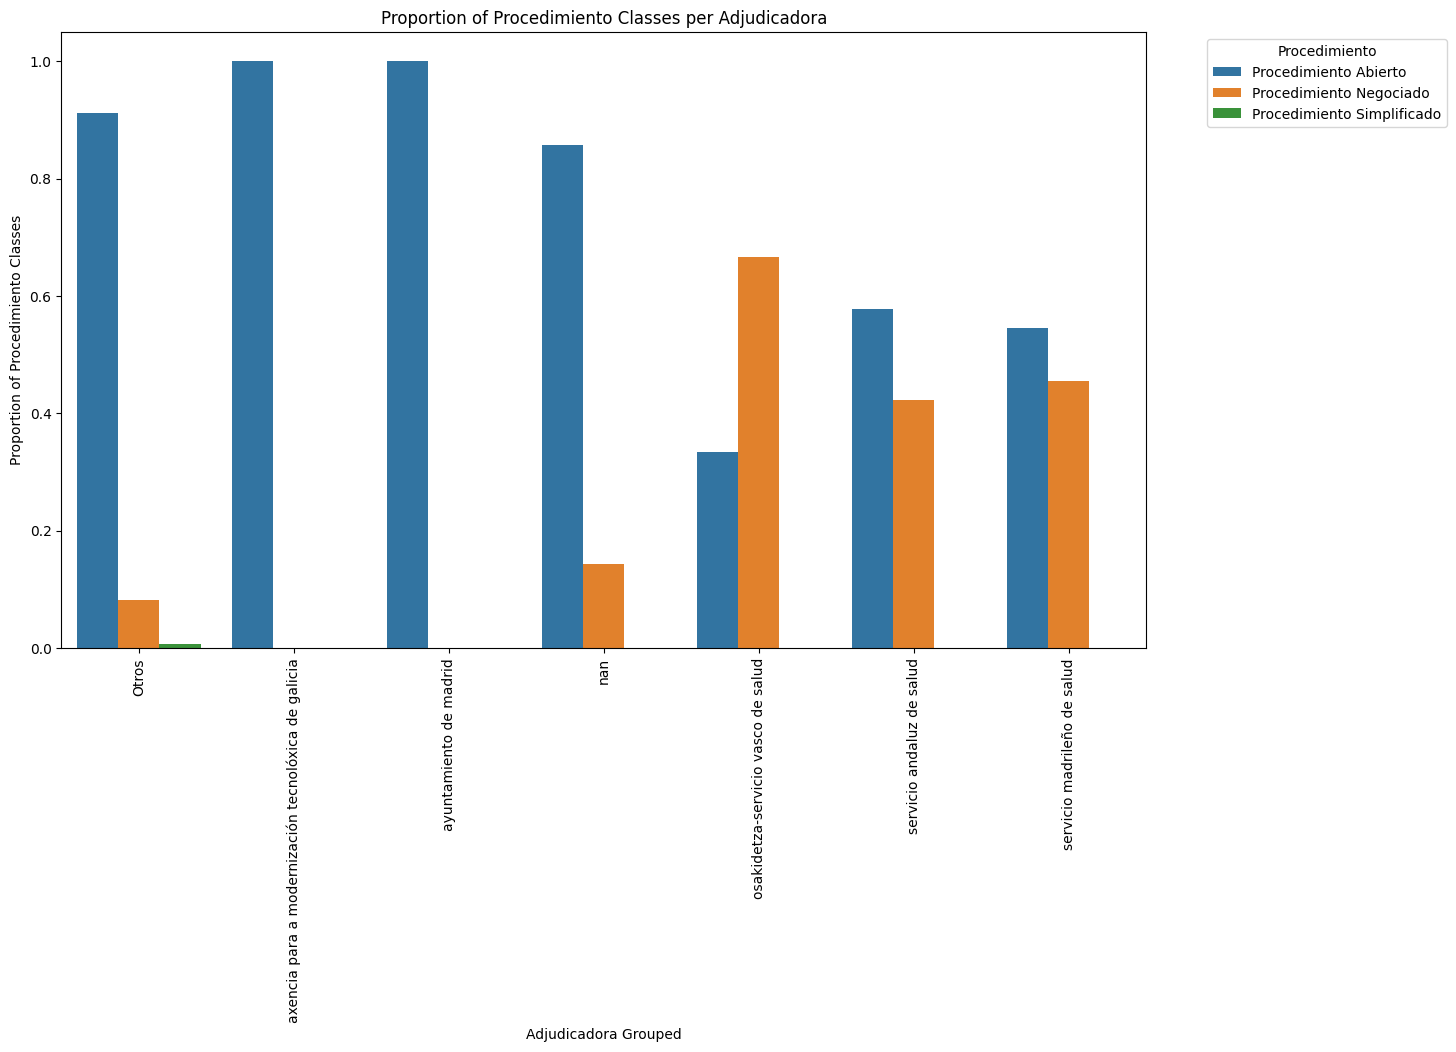 Proportion of Procedimiento Classes per Adjudicadora
Procedimiento
Procedimiento Abierto
Procedimiento Negociado
Procedimiento Simplificado
Proportion of Procedimiento Classes
1.0
0.8
0.6
0.4
0.2
0.0
Otros
axencia para a modernización tecnolóxica de galicia
ayuntamiento de madrid
nan
osakidetza-servicio vasco de salud
servicio andaluz de salud
servicio madrileño de salud
Adjudicadora Grouped